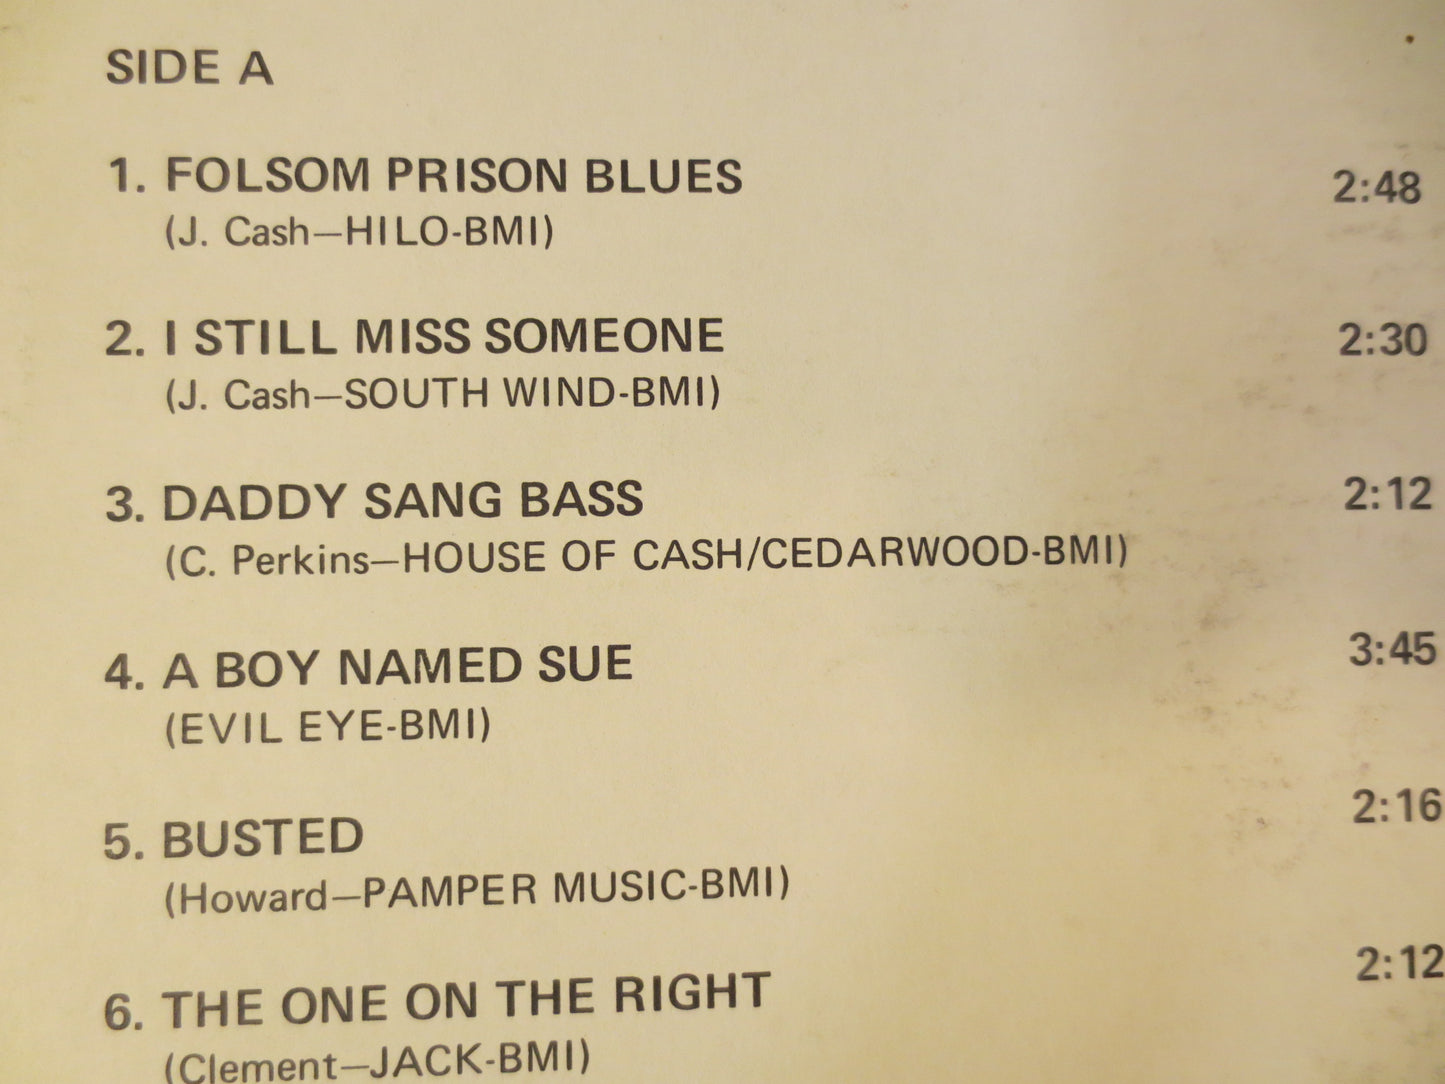 SIDE A
1. FOLSOM PRISON BLUES 2:48
(J. Cash—HILO-BMI)
2. I STILL MISS SOMEONE 2:30
(J. Cash—SOUTH WIND-BMI)
3. DADDY SANG BASS 2:12
(C. Perkins—HOUSE OF CASH/CEDARWOOD-BMI)
4. A BOY NAMED SUE 3:45
(EVIL EYE-BMI)
5. BUSTED 2:16
(Howard—PAMPER MUSIC-BMI)
6. THE ONE ON THE RIGHT 2:12
(Clement—JACK-BMI)